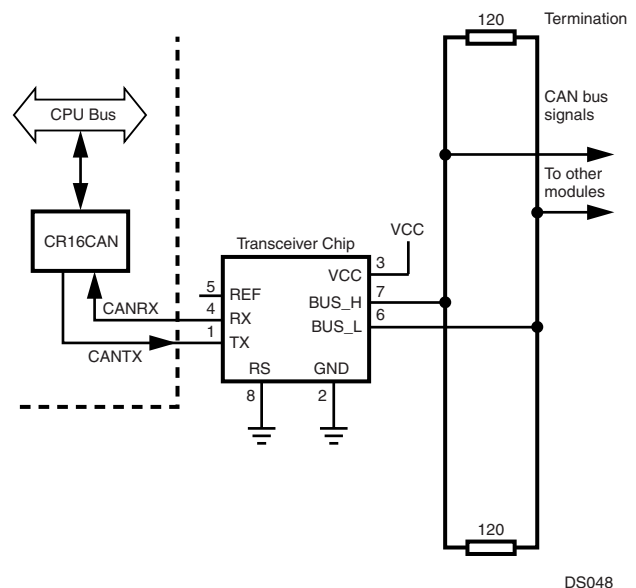 120
Termination
CPU Bus
CAN bus
signals
To other
modules
CR16CAN
VCC
Transceiver Chip
VCC
3
5
REF
BUS_H
7
CANRX
4
RX
BUS_L
6
1
TX
CANTX
RS
GND
8
2
120
DS048